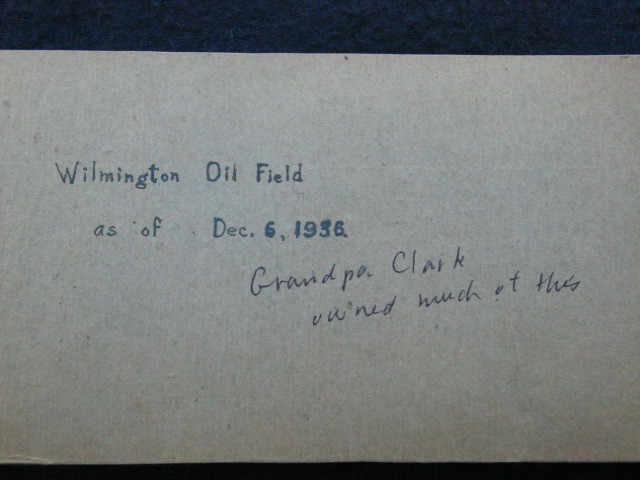 Wilmington Oil Field
as of Dec. 6, 1936.
Grandpa Clark
owned much of this